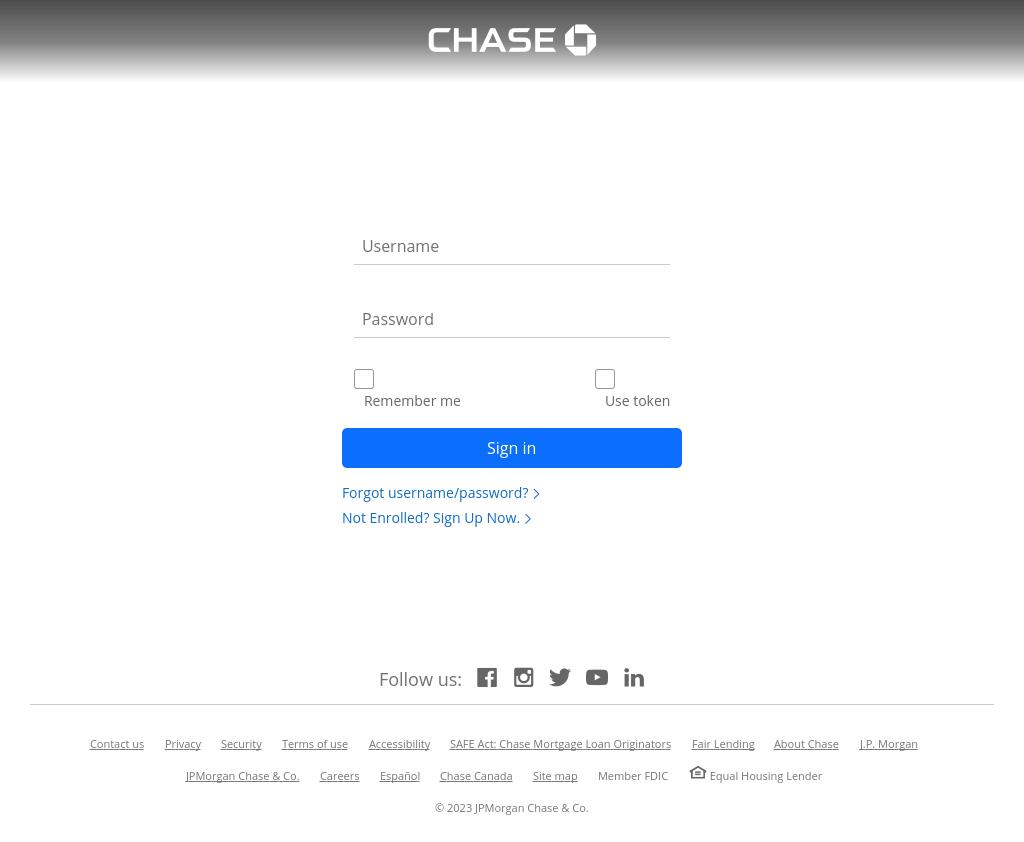 CHASE
Username
Password
Remember me Use token
Sign in
Forgot username/password?
Not Enrolled? Sign Up Now.
Follow us:
Contact us Privacy Security Terms of use Accessibility SAFE Act: Chase Mortgage Loan Originators Fair Lending About Chase J.P. Morgan
JPMorgan Chase & Co. Careers Español Chase Canada Site map Member FDIC Equal Housing Lender
© 2023 JPMorgan Chase & Co.